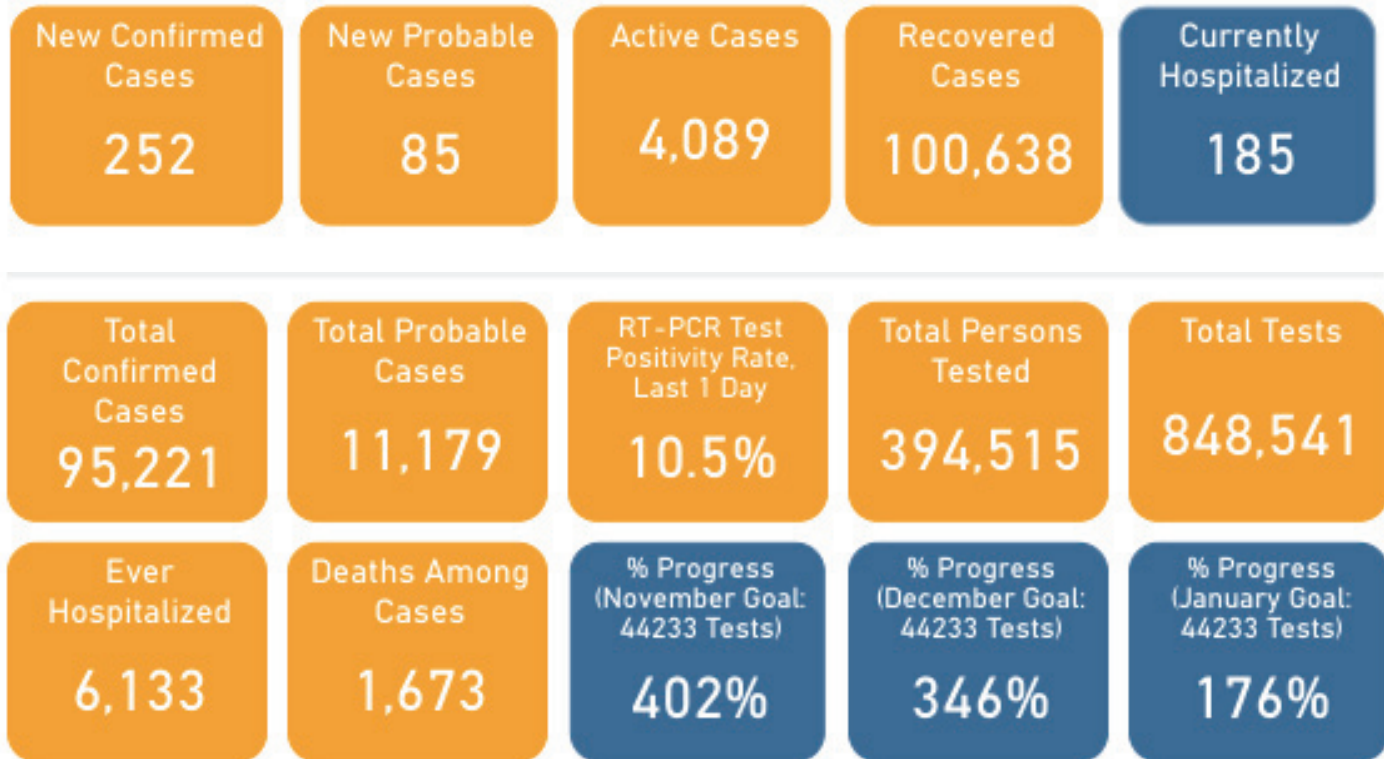 New Confirmed
Cases
252
New Probable
Cases
85
Active Cases
4,089
Recovered
Cases
100,638
Currently
Hospitalized
185
Total
Confirmed
Cases
95,221
Total Probable
Cases
11,179
RT-PCR Test
Positivity Rate,
Last 1 Day
10.5%
Total Persons
Tested
394,515
Total Tests
848,541
Ever
Hospitalized
6,133
Deaths Among
Cases
1,673
% Progress
(November Goal:
44233 Tests)
402%
% Progress
(December Goal:
44233 Tests)
346%
% Progress
(January Goal:
44233 Tests)
176%